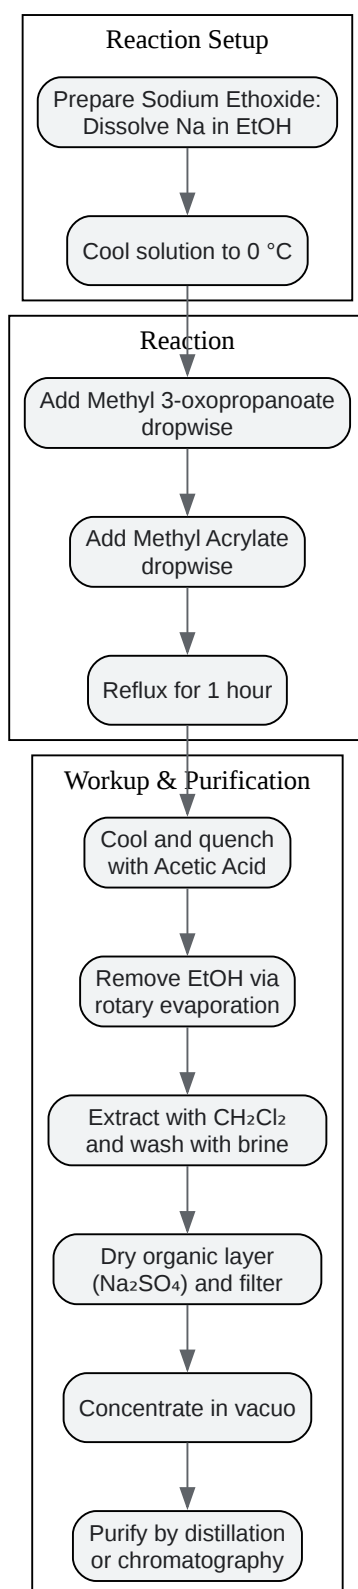 Reaction Setup
Prepare Sodium Ethoxide:
Dissolve Na in EtOH
Cool solution to 0 °C
Reaction
Add Methyl 3-oxopropanoate
dropwise
Add Methyl Acrylate
dropwise
Reflux for 1 hour
Workup & Purification
Cool and quench
with Acetic Acid
Remove EtOH via
rotary evaporation
Extract with CH₂Cl₂
and wash with brine
Dry organic layer
(Na₂SO₄) and filter
Concentrate in vacuo
Purify by distillation
or chromatography